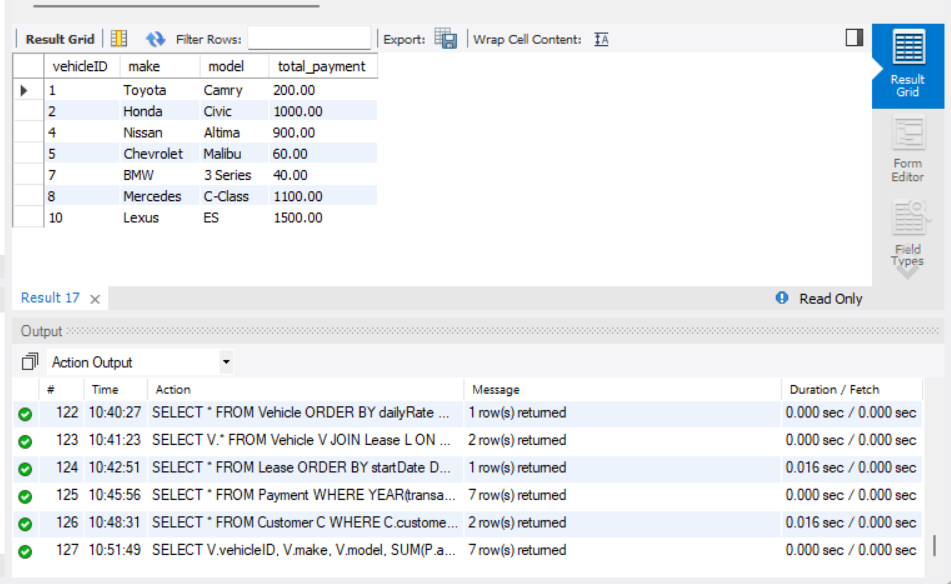 Result Grid Filter Rows: Export: Wrap Cell Content: IA
vehicleID make model total_payment
1 Toyota Camry 200.00
2 Honda Civic 1000.00
4 Nissan Altima 900.00
5 Chevrolet Malibu 60.00
7 BMW 3 Series 40.00
8 Mercedes C-Class 1100.00
10 Lexus ES 1500.00
Result
Grid
Form
Editor
Field
Types
Result 17 × Read Only
Output
Action Output
# Time Action Message Duration / Fetch
122 10:40:27 SELECT * FROM Vehicle ORDER BY dailyRate ... 1 row(s) returned 0.000 sec / 0.000 sec
123 10:41:23 SELECT V.* FROM Vehicle V JOIN Lease L ON ... 2 row(s) returned 0.000 sec / 0.000 sec
124 10:42:51 SELECT * FROM Lease ORDER BY startDate D... 1 row(s) returned 0.016 sec / 0.000 sec
125 10:45:56 SELECT * FROM Payment WHERE YEAR(transa... 7 row(s) returned 0.000 sec / 0.000 sec
126 10:48:31 SELECT * FROM Customer C WHERE C.custome... 2 row(s) returned 0.016 sec / 0.000 sec
127 10:51:49 SELECT V.vehicleID, V.make, V.model, SUM(P.a... 7 row(s) returned 0.000 sec / 0.000 sec